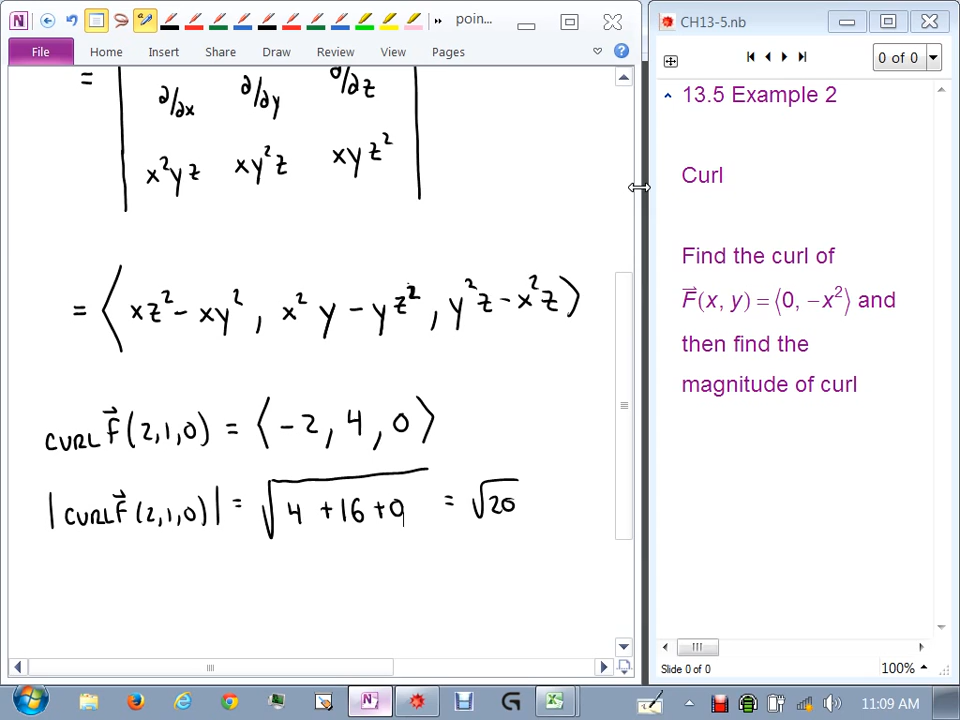 poin...
File Home Insert Share Draw Review View Pages
= | ∂/∂x ∂/∂y ∂/∂z |
x²yz xy²z xyz²
= ⟨ xz² - xy² , x²y - yz² , y²z - x²z ⟩
CURL F⃗(2,1,0) = ⟨ -2, 4, 0 ⟩
|CURL F⃗(2,1,0)| = √(4 + 16 + 0) = √20
CH13-5.nb
0 of 0
13.5 Example 2
Curl
Find the curl of
F⃗(x, y) = ⟨0, −x²⟩ and
then find the
magnitude of curl
Slide 0 of 0 100%
11:09 AM